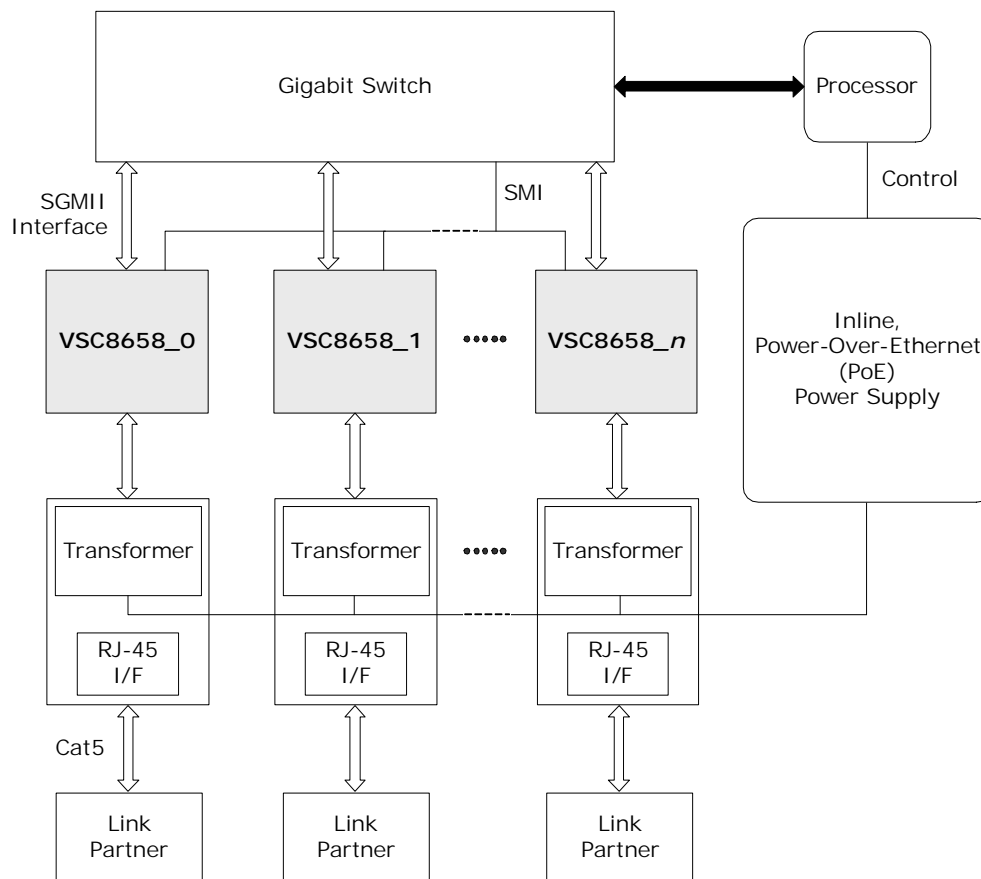 Gigabit Switch
Processor
SGMII
Interface
SMI
Control
VSC8658_0
VSC8658_1
VSC8658_n
Inline,
Power-Over-Ethernet
(PoE)
Power Supply
Transformer
Transformer
Transformer
RJ-45
I/F
RJ-45
I/F
RJ-45
I/F
Cat5
Link
Partner
Link
Partner
Link
Partner